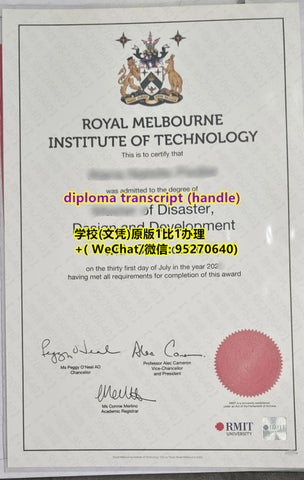 ROYAL MELBOURNE
INSTITUTE OF TECHNOLOGY
This is to certify that
was admitted to the degree of
diploma transcript (handle)
of Disaster,
Design and Development
学校(文凭)原版1比1办理
+( WeChat/微信:95270640)
on the thirty first day of July in the year 202
having met all requirements for completion of this award
Peggy O'Neal
Alec Cameron
Ms Peggy O'Neal AO
Chancellor
Professor Alec Cameron
Vice-Chancellor
and President
Ms Connie Merlino
Academic Registrar
RMIT
UNIVERSITY